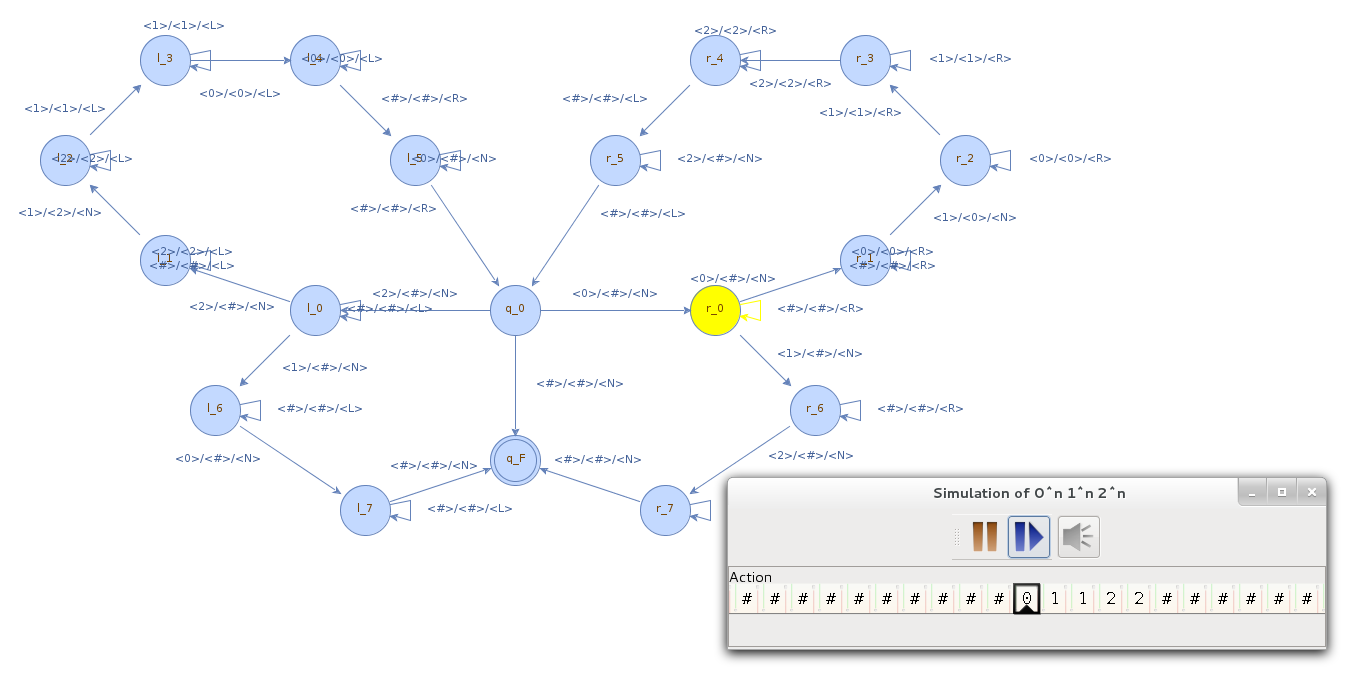 <1>/<1>/<L>
<2>/<2>/<R>
l_3
l_4
<0>/<0>/<L>
r_4
r_3
<1>/<1>/<R>
<0>/<0>/<L>
<#>/<#>/<R>
<#>/<#>/<L>
<2>/<2>/<R>
<1>/<1>/<L>
<1>/<1>/<R>
l_2
<2>/<2>/<L>
l_5
<0>/<#>/<N>
r_5
<2>/<#>/<N>
r_2
<0>/<0>/<R>
<1>/<2>/<N>
<#>/<#>/<R>
<#>/<#>/<L>
<1>/<0>/<N>
<2>/<2>/<L>
l_1
<#>/<#>/<L>
<0>/<0>/<R>
r_1
<#>/<#>/<R>
<0>/<#>/<N>
<2>/<#>/<N>
<0>/<#>/<N>
<2>/<#>/<N>
l_0
<#>/<#>/<L>
q_0
r_0
<#>/<#>/<R>
<1>/<#>/<N>
<1>/<#>/<N>
<#>/<#>/<N>
l_6
<#>/<#>/<L>
r_6
<#>/<#>/<R>
<0>/<#>/<N>
<#>/<#>/<N>
q_F
<#>/<#>/<N>
<2>/<#>/<N>
l_7
<#>/<#>/<L>
r_7
Simulation of 0^n 1^n 2^n
Action
# # # # # # # # # # 0 1 1 2 2 # # # # # #